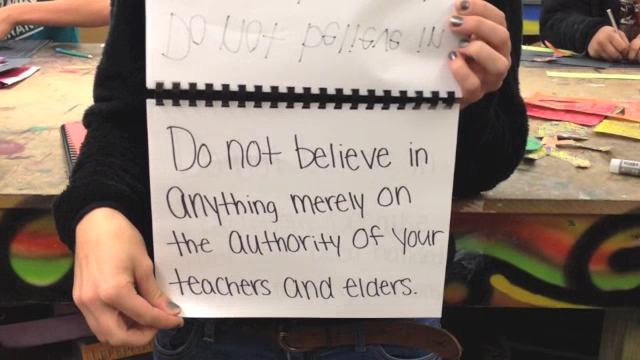 Do not believe in
Do not believe in
anything merely on
the authority of your
teachers and elders.